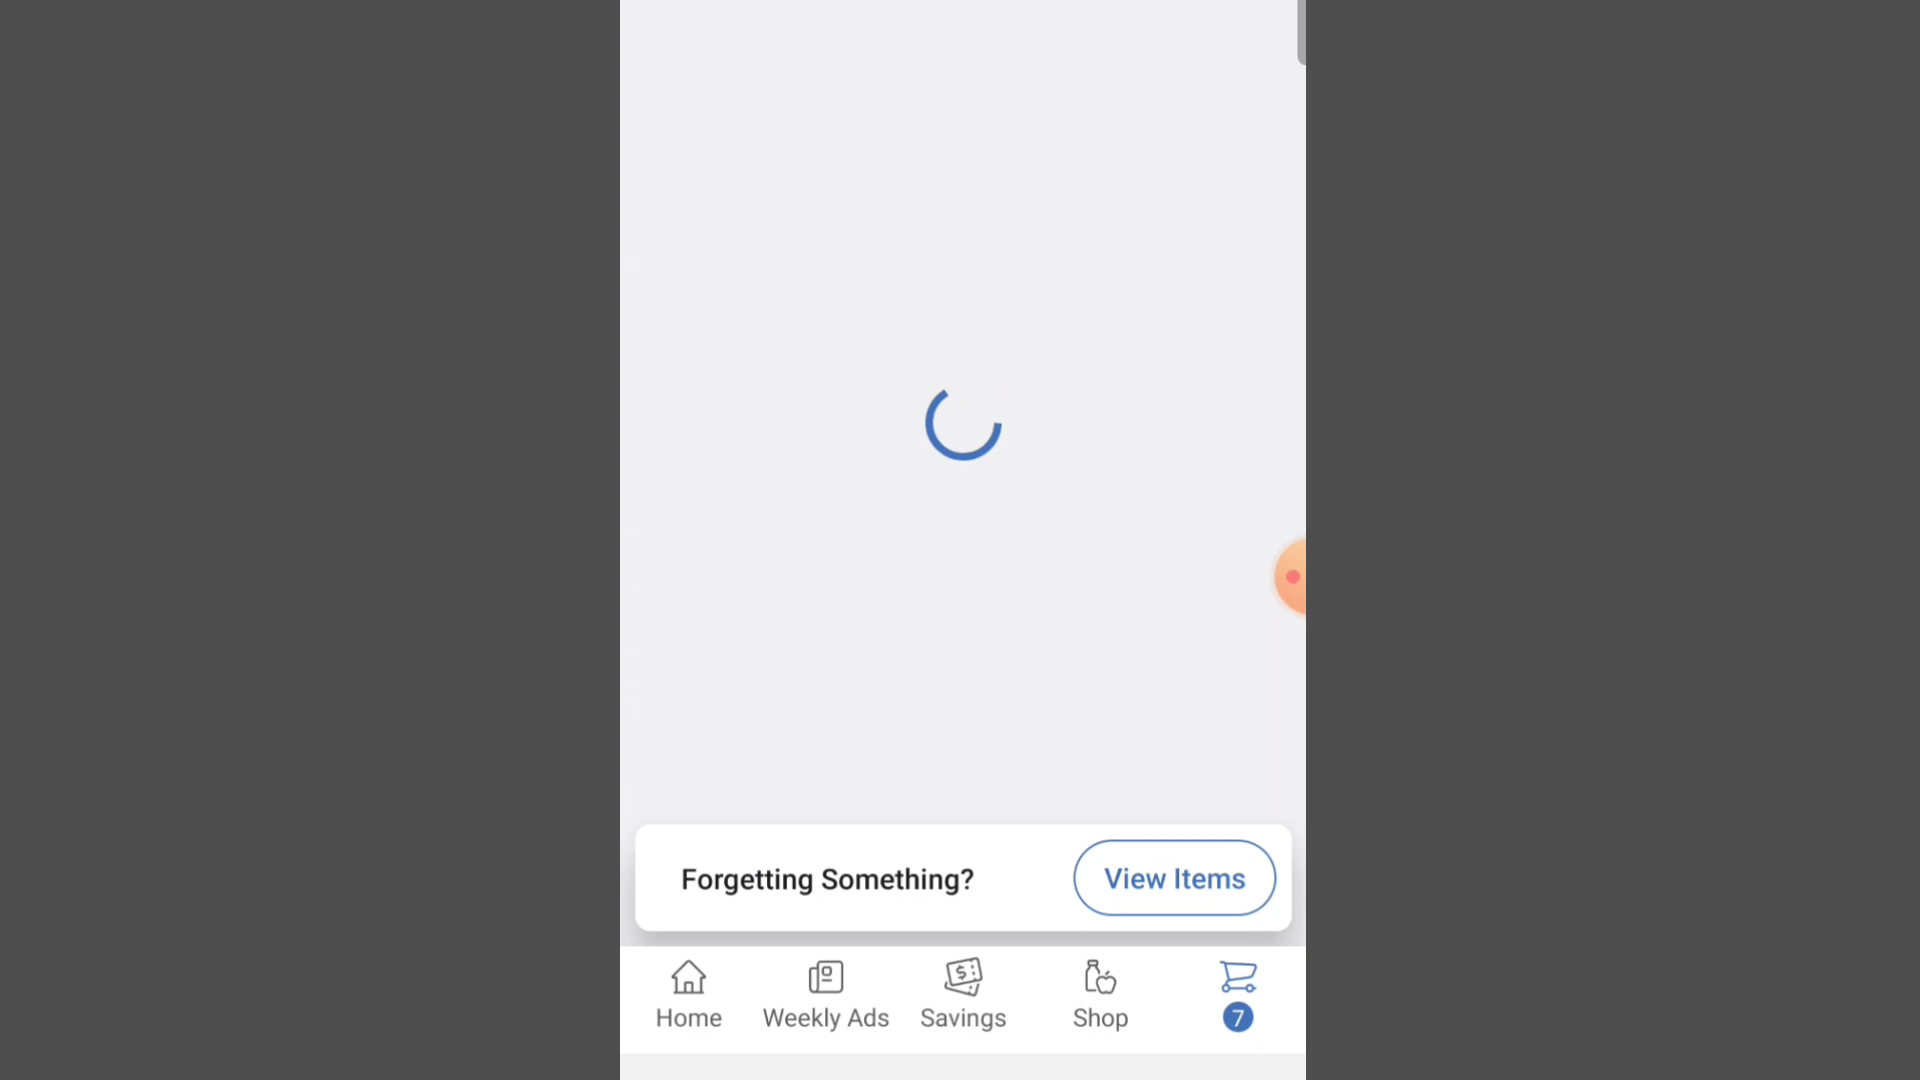 Forgetting Something?
View Items
Home
Weekly Ads
Savings
Shop
7